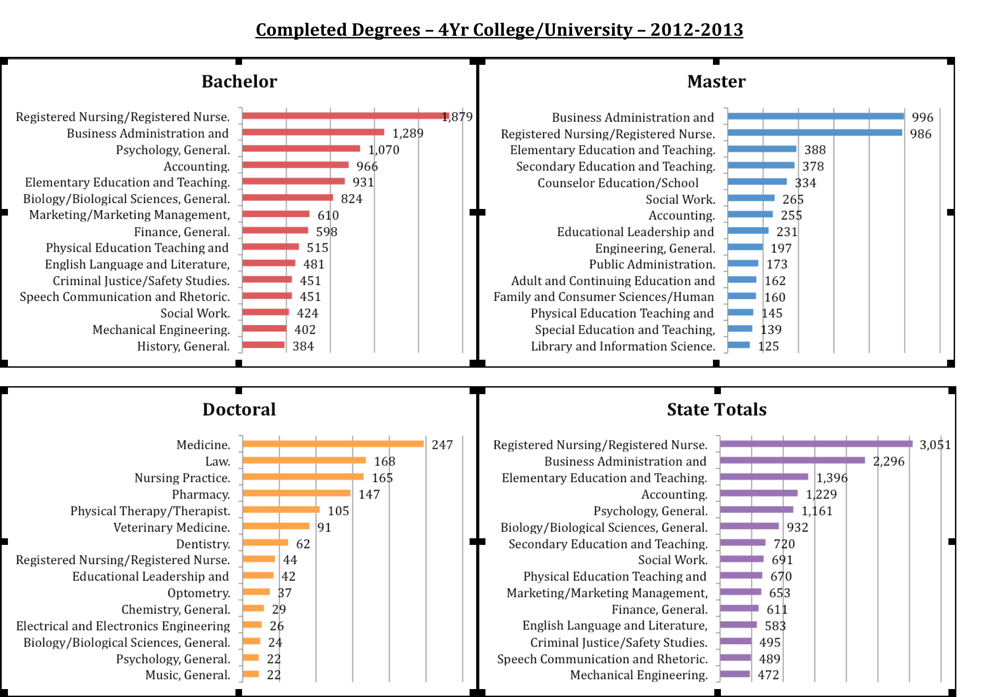 Completed Degrees – 4Yr College/University – 2012-2013
Bachelor
Registered Nursing/Registered Nurse. 1,879
Business Administration and 1,289
Psychology, General. 1,070
Accounting. 966
Elementary Education and Teaching. 931
Biology/Biological Sciences, General. 824
Marketing/Marketing Management, 610
Finance, General. 598
Physical Education Teaching and 515
English Language and Literature, 481
Criminal Justice/Safety Studies. 451
Speech Communication and Rhetoric. 451
Social Work. 424
Mechanical Engineering. 402
History, General. 384
Master
Business Administration and 996
Registered Nursing/Registered Nurse. 986
Elementary Education and Teaching. 388
Secondary Education and Teaching. 378
Counselor Education/School 334
Social Work. 265
Accounting. 255
Educational Leadership and 231
Engineering, General. 197
Public Administration. 173
Adult and Continuing Education and 162
Family and Consumer Sciences/Human 160
Physical Education Teaching and 145
Special Education and Teaching, 139
Library and Information Science. 125
Doctoral
Medicine. 247
Law. 168
Nursing Practice. 165
Pharmacy. 147
Physical Therapy/Therapist. 105
Veterinary Medicine. 91
Dentistry. 62
Registered Nursing/Registered Nurse. 44
Educational Leadership and 42
Optometry. 37
Chemistry, General. 29
Electrical and Electronics Engineering 26
Biology/Biological Sciences, General. 24
Psychology, General. 22
Music, General. 22
State Totals
Registered Nursing/Registered Nurse. 3,051
Business Administration and 2,296
Elementary Education and Teaching. 1,396
Accounting. 1,229
Psychology, General. 1,161
Biology/Biological Sciences, General. 932
Secondary Education and Teaching. 720
Social Work. 691
Physical Education Teaching and 670
Marketing/Marketing Management, 653
Finance, General. 611
English Language and Literature, 583
Criminal Justice/Safety Studies. 495
Speech Communication and Rhetoric. 489
Mechanical Engineering. 472